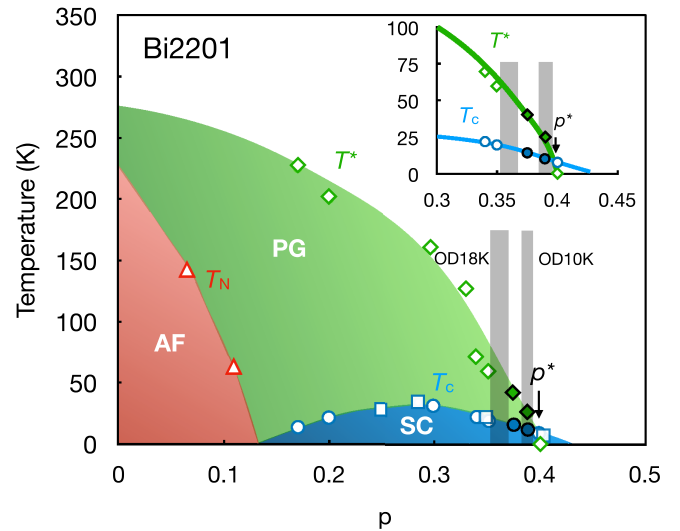 350
300
250
200
150
100
50
0
Temperature (K)
Bi2201
T*
PG
TN
AF
Tc
SC
OD18K
OD10K
p*
0
0.1
0.2
0.3
0.4
0.5
p
100
75
50
25
0
T*
Tc
p*
0.3
0.35
0.4
0.45